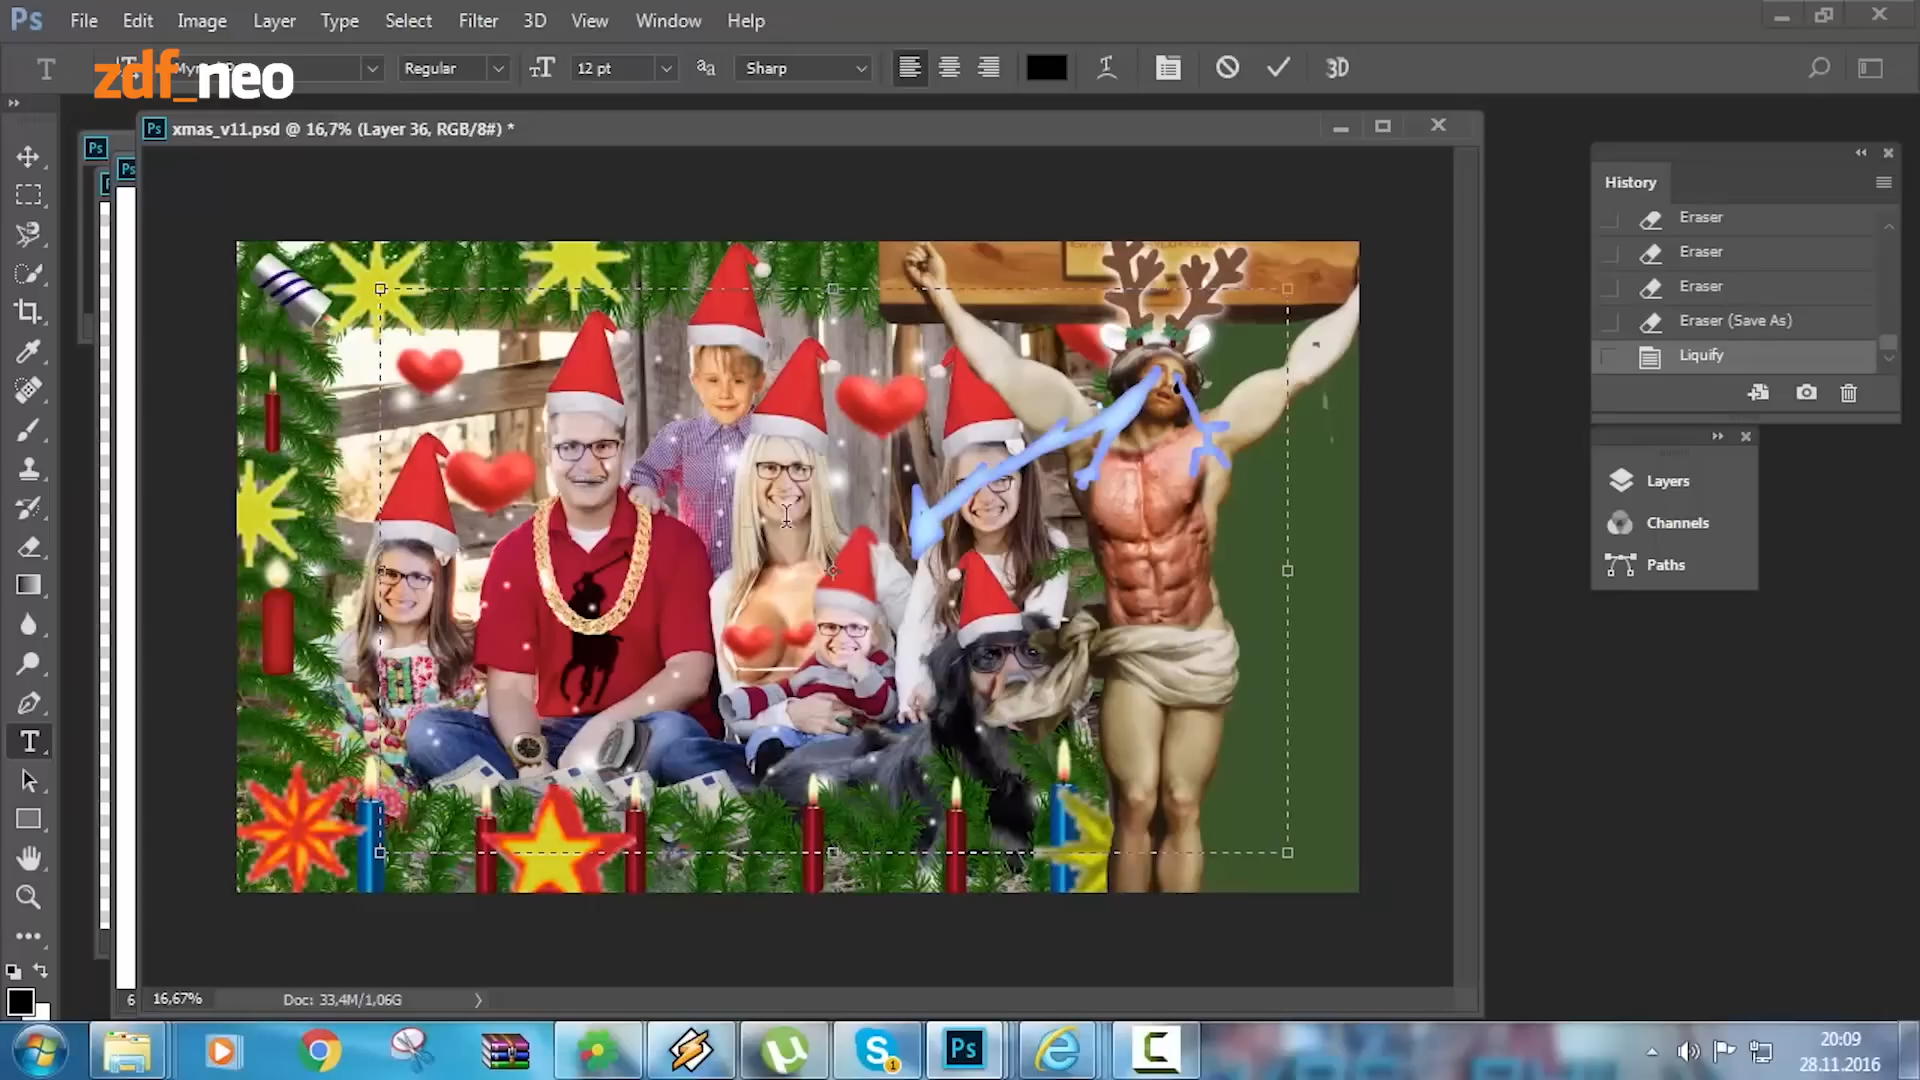 Ps File Edit Image Layer Type Select Filter 3D View Window Help
zdf_neo
Regular 12 pt Sharp 3D
xmas_v11.psd @ 16,7% (Layer 36, RGB/8#) *
History
Eraser
Eraser
Eraser
Eraser (Save As)
Liquify
Layers
Channels
Paths
6
16,67% Doc: 33,4M/1,06G
20:09
28.11.2016